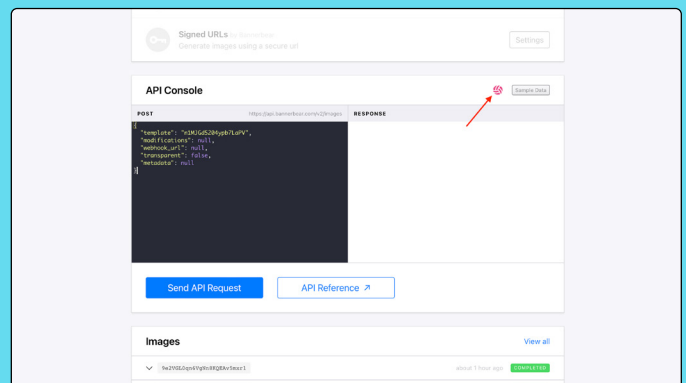 Signed URLs
Generate images using a secure url
Settings
API Console
Sample Data
POST
https://api.bannerbear.com/v2/images
RESPONSE
{
"template": "n1MJGd52B4ypb7LaPV",
"modifications": null,
"webhook_url": null,
"transparent": false,
"metadata": null
}
Send API Request
API Reference ↗
Images
View all
about 1 hour ago
COMPLETED